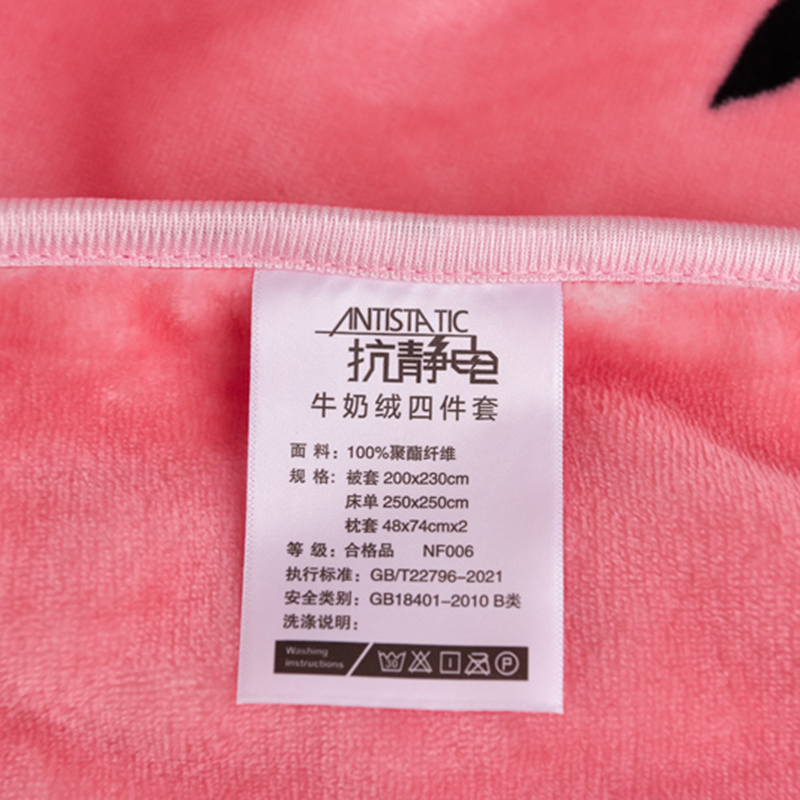 ANTISTATIC
抗静电
牛奶绒四件套
面料：100%聚酯纤维
规格：被套 200x230cm
床单 250x250cm
枕套 48x74cmx2
等级：合格品 NF006
执行标准：GB/T22796-2021
安全类别：GB18401-2010 B类
洗涤说明：
Washing
instructions
30 P